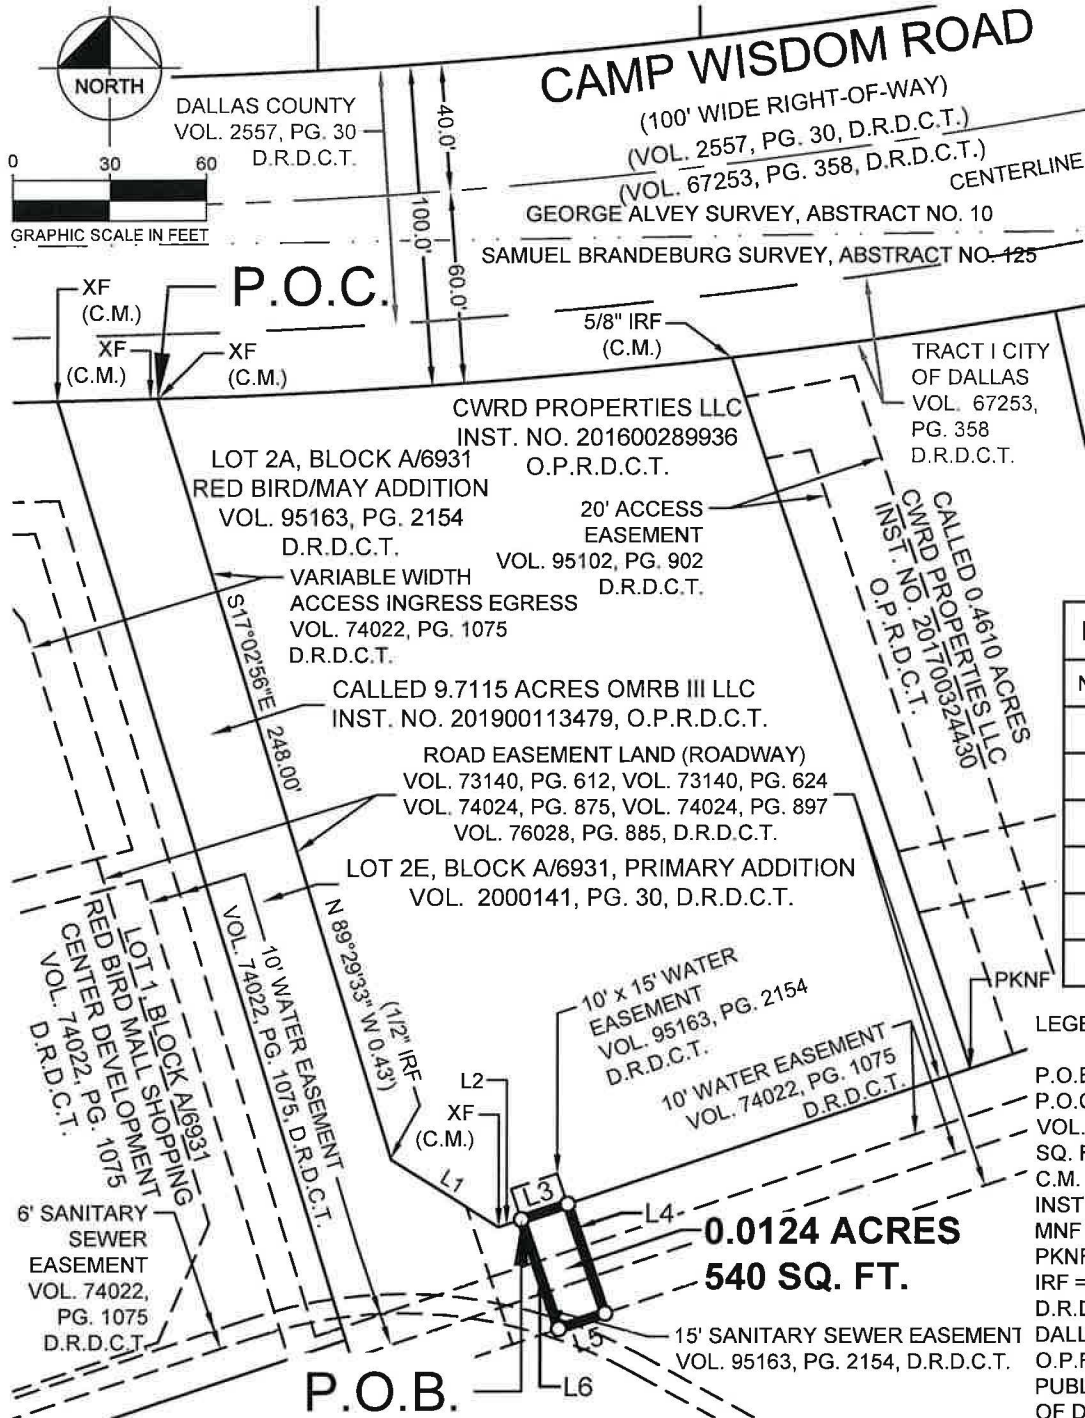 NORTH
CAMP WISDOM ROAD
(100' WIDE RIGHT-OF-WAY)
(VOL. 2557, PG. 30, D.R.D.C.T.)
(VOL. 67253, PG. 358, D.R.D.C.T.)
CENTERLINE
DALLAS COUNTY
VOL. 2557, PG. 30
D.R.D.C.T.
40.0'
100.0'
60.0'
0 30 60
GRAPHIC SCALE IN FEET
GEORGE ALVEY SURVEY, ABSTRACT NO. 10
SAMUEL BRANDEBURG SURVEY, ABSTRACT NO. 125
P.O.C.
XF
(C.M.)
XF
(C.M.)
XF
(C.M.)
5/8" IRF
(C.M.)
TRACT I CITY
OF DALLAS
VOL. 67253,
PG. 358
D.R.D.C.T.
CWRD PROPERTIES LLC
INST. NO. 201600289936
O.P.R.D.C.T.
LOT 2A, BLOCK A/6931
RED BIRD/MAY ADDITION
VOL. 95163, PG. 2154
D.R.D.C.T.
20' ACCESS
EASEMENT
VOL. 95102, PG. 902
D.R.D.C.T.
CALLED 0.4610 ACRES
CWRD PROPERTIES LLC
INST. NO. 201700324430
O.P.R.D.C.T.
VARIABLE WIDTH
ACCESS INGRESS EGRESS
VOL. 74022, PG. 1075
D.R.D.C.T.
S17°02'56"E 248.00'
CALLED 9.7115 ACRES OMRB III LLC
INST. NO. 201900113479, O.P.R.D.C.T.
ROAD EASEMENT LAND (ROADWAY)
VOL. 73140, PG. 612, VOL. 73140, PG. 624
VOL. 74024, PG. 875, VOL. 74024, PG. 897
VOL. 76028, PG. 885, D.R.D.C.T.
LOT 2E, BLOCK A/6931, PRIMARY ADDITION
VOL. 2000141, PG. 30, D.R.D.C.T.
LOT 1, BLOCK A/6931
RED BIRD MALL SHOPPING
CENTER DEVELOPMENT
VOL. 74022, PG. 1075
D.R.D.C.T.
10' WATER EASEMENT
VOL. 74022, PG. 1075, D.R.D.C.T.
(1/2" IRF
N 89°29'33" W 0.43')
10' x 15' WATER
EASEMENT
VOL. 95163, PG. 2154
D.R.D.C.T.
10' WATER EASEMENT
VOL. 74022, PG. 1075
D.R.D.C.T.
PKNF
L2
XF
(C.M.)
L1
L3
L4
0.0124 ACRES
540 SQ. FT.
6' SANITARY
SEWER
EASEMENT
VOL. 74022,
PG. 1075
D.R.D.C.T.
L5
15' SANITARY SEWER EASEMENT
VOL. 95163, PG. 2154, D.R.D.C.T.
P.O.B.
L6
P.O.C
VOL.
C.M.
INST
MNF
IRF =
OF D